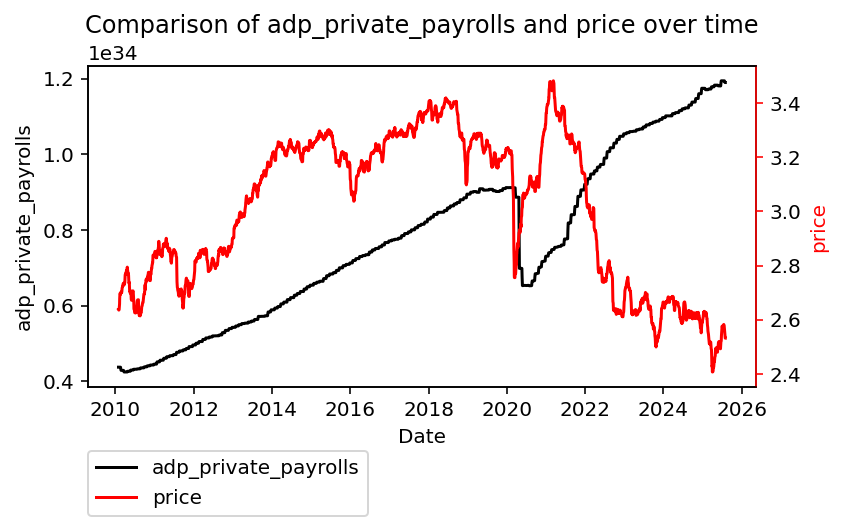 Comparison of adp_private_payrolls and price over time
1e34
1.2
1.0
0.8
0.6
0.4
adp_private_payrolls
3.4
3.2
3.0
2.8
2.6
2.4
price
2010 2012 2014 2016 2018 2020 2022 2024 2026
Date
adp_private_payrolls
price